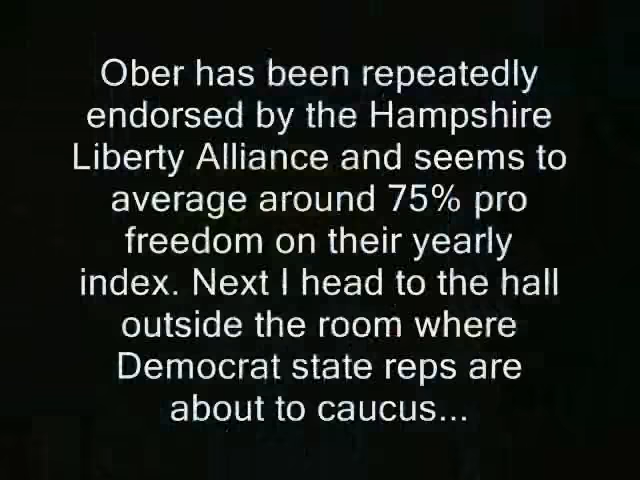 Ober has been repeatedly
endorsed by the Hampshire
Liberty Alliance and seems to
average around 75% pro
freedom on their yearly
index. Next I head to the hall
outside the room where
Democrat state reps are
about to caucus...